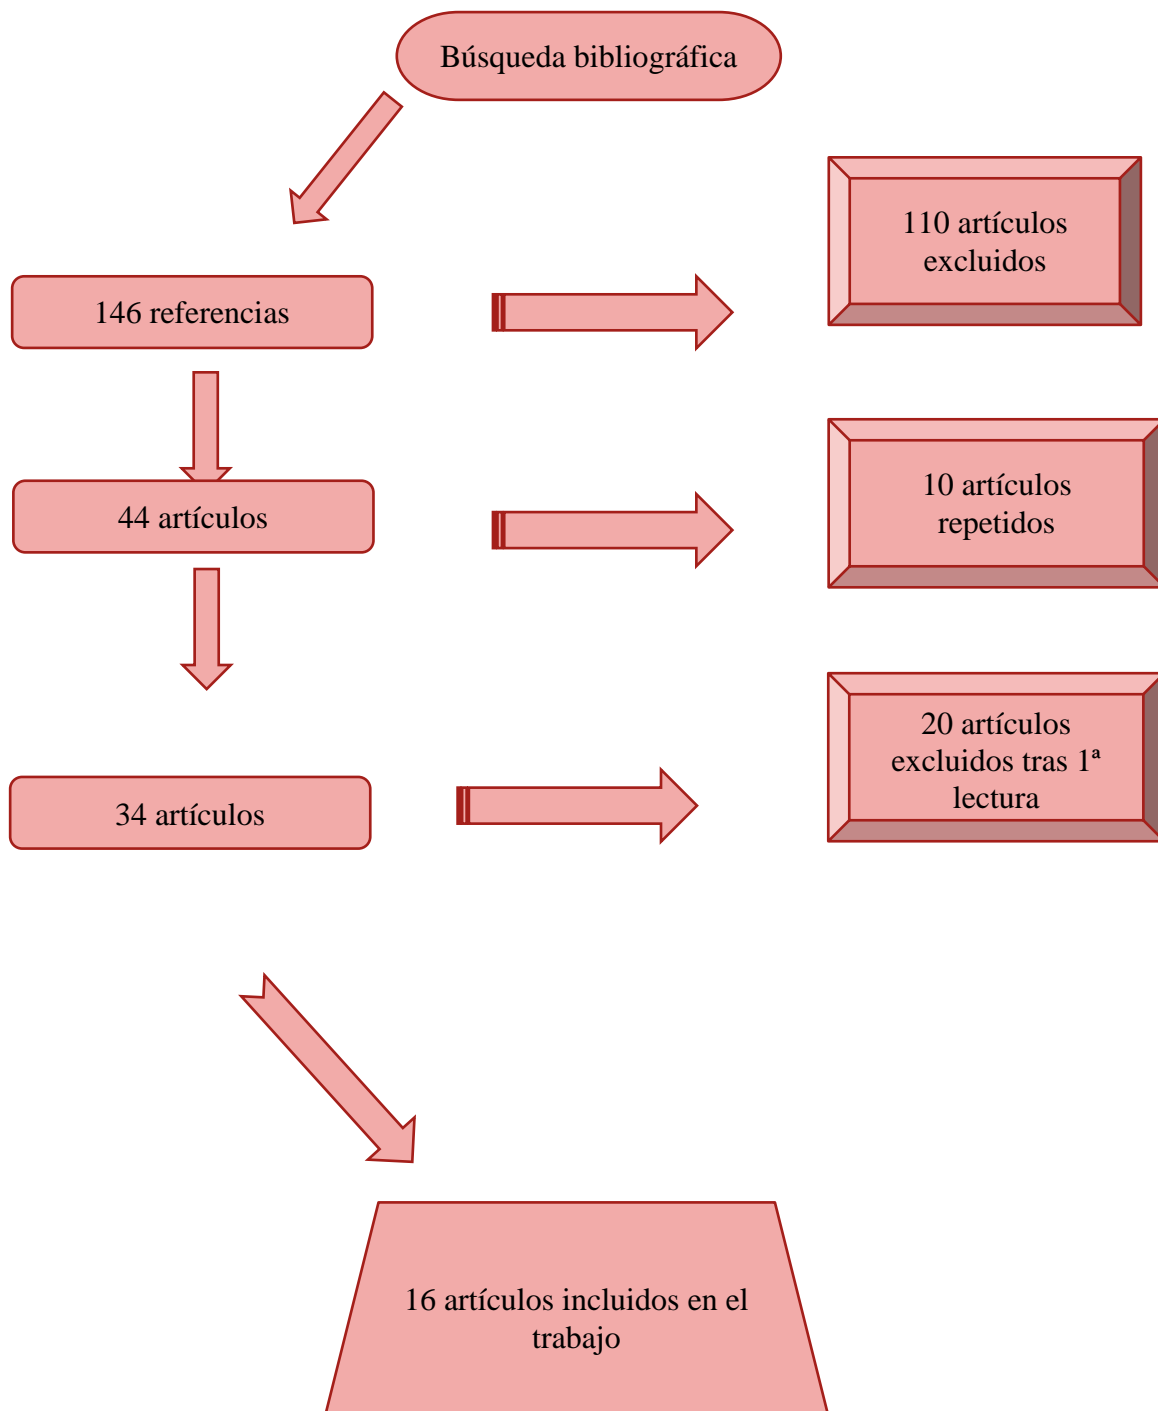 Búsqueda bibliográfica
110 artículos
excluidos
146 referencias
44 artículos
10 artículos
repetidos
20 artículos
excluidos tras 1ª
lectura
34 artículos
16 artículos incluidos en el
trabajo